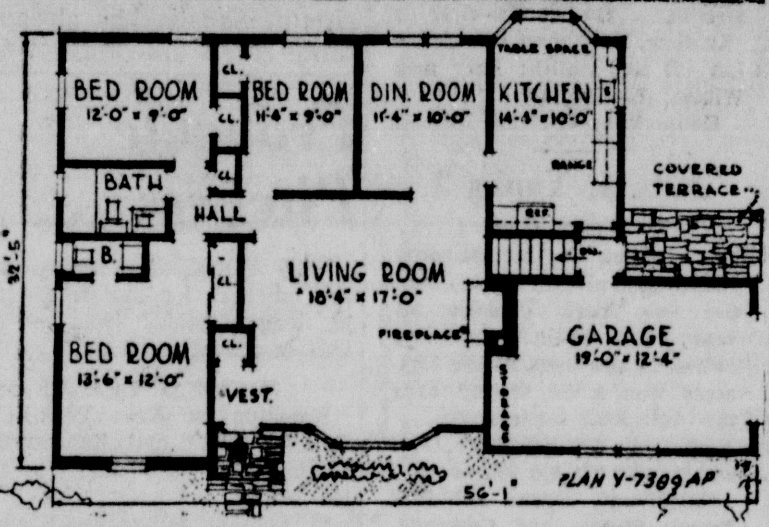 TABLE SPACE
CL.
BED ROOM
12'-0" x 9'-0"
CL.
BED ROOM
11'-4" x 9'-0"
DIN. ROOM
11'-4" x 10'-0"
KITCHEN
14'-4" x 10'-0"
S
RANGE
CL.
BATH
COVERED
TERRACE
HALL
REF.
DN.
B.
CL.
LIVING ROOM
18'-4" x 17'-0"
32'-5"
FIREPLACE
CL.
BED ROOM
13'-6" x 12'-0"
GARAGE
19'-0" x 12'-4"
STORAGE
VEST.
56'-1"
PLAN Y-7389 AP